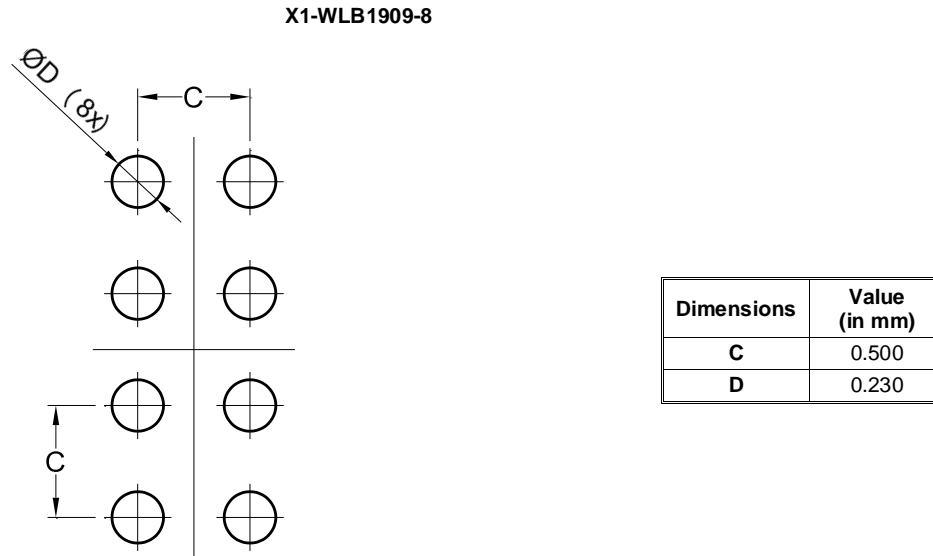 X1-WLB1909-8
ØD (8x)
C
C
Dimensions Value (in mm)
C 0.500
D 0.230